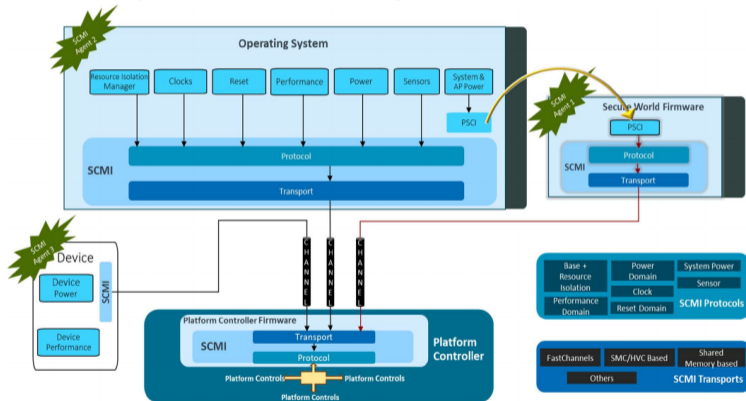 SCMI
Agent 2
Operating System
Resource Isolation
Manager
Clocks
Reset
Performance
Power
Sensors
System &
AP Power
PSCI
SCMI
Protocol
Transport
SCMI
Agent 1
Secure World Firmware
PSCI
SCMI
Protocol
Transport
SCMI
Agent 3
Device
Device
Power
SCMI
Device
Performance
CHANNEL
CHANNEL
CHANNEL
Platform Controller Firmware
SCMI
Transport
Protocol
Platform
Controller
Platform Controls
Platform Controls
Platform Controls
Base +
Resource
Isolation
Power
Domain
System Power
Clock
Sensor
Performance
Domain
Reset Domain
SCMI Protocols
FastChannels
SMC/HVC Based
Shared
Memory based
Others
SCMI Transports